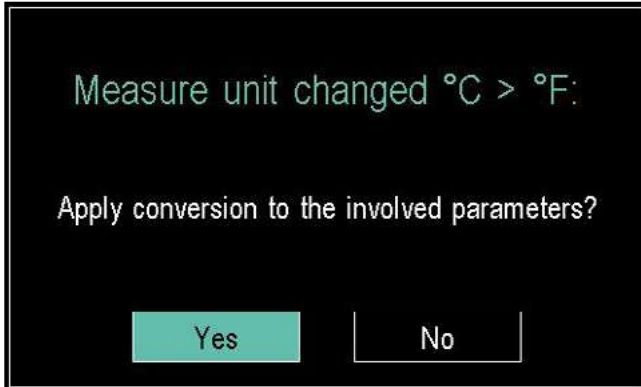 Measure unit changed °C > °F:
Apply conversion to the involved parameters?
Yes No